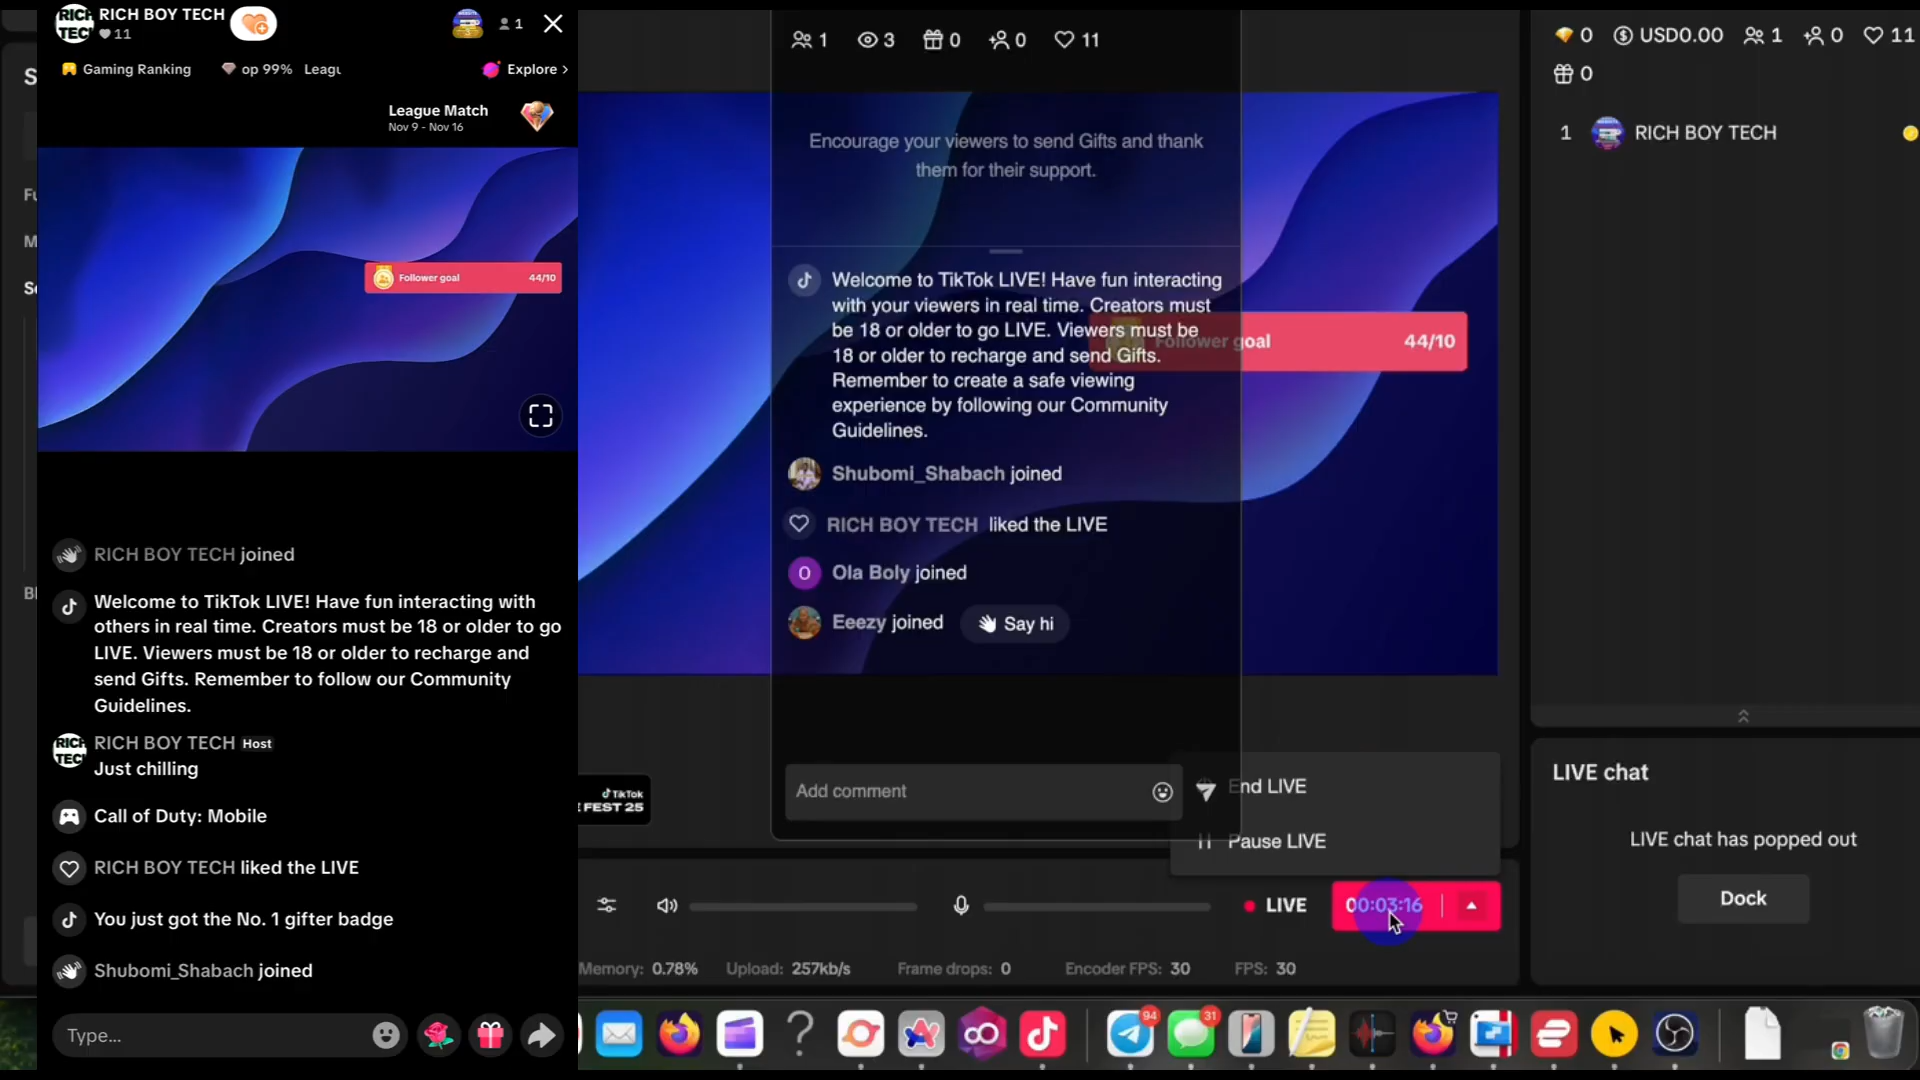 RICH BOY TECH
11
1
Gaming Ranking
op 99%
Leagu
Explore >
League Match
Nov 9 - Nov 16
Follower goal
44/10
RICH BOY TECH joined
Welcome to TikTok LIVE! Have fun interacting with
others in real time. Creators must be 18 or older to go
LIVE. Viewers must be 18 or older to recharge and
send Gifts. Remember to follow our Community
Guidelines.
RICH BOY TECH Host
Just chilling
Call of Duty: Mobile
RICH BOY TECH liked the LIVE
You just got the No. 1 gifter badge
Shubomi_Shabach joined
Type...
1
3
0
0
11
Encourage your viewers to send Gifts and thank
them for their support.
Welcome to TikTok LIVE! Have fun interacting
with your viewers in real time. Creators must
be 18 or older to go LIVE. Viewers must be
18 or older to recharge and send Gifts.
Remember to create a safe viewing
experience by following our Community
Guidelines.
Follower goal
44/10
Shubomi_Shabach joined
RICH BOY TECH liked the LIVE
O
Ola Boly joined
Eeezy joined
Say hi
Add comment
End LIVE
Pause LIVE
TikTok
FEST 25
LIVE
00:03:16
Memory: 0.78%
Upload: 257kb/s
Frame drops: 0
Encoder FPS: 30
FPS: 30
0
USD0.00
1
0
11
0
1
RICH BOY TECH
LIVE chat
LIVE chat has popped out
Dock
94
31